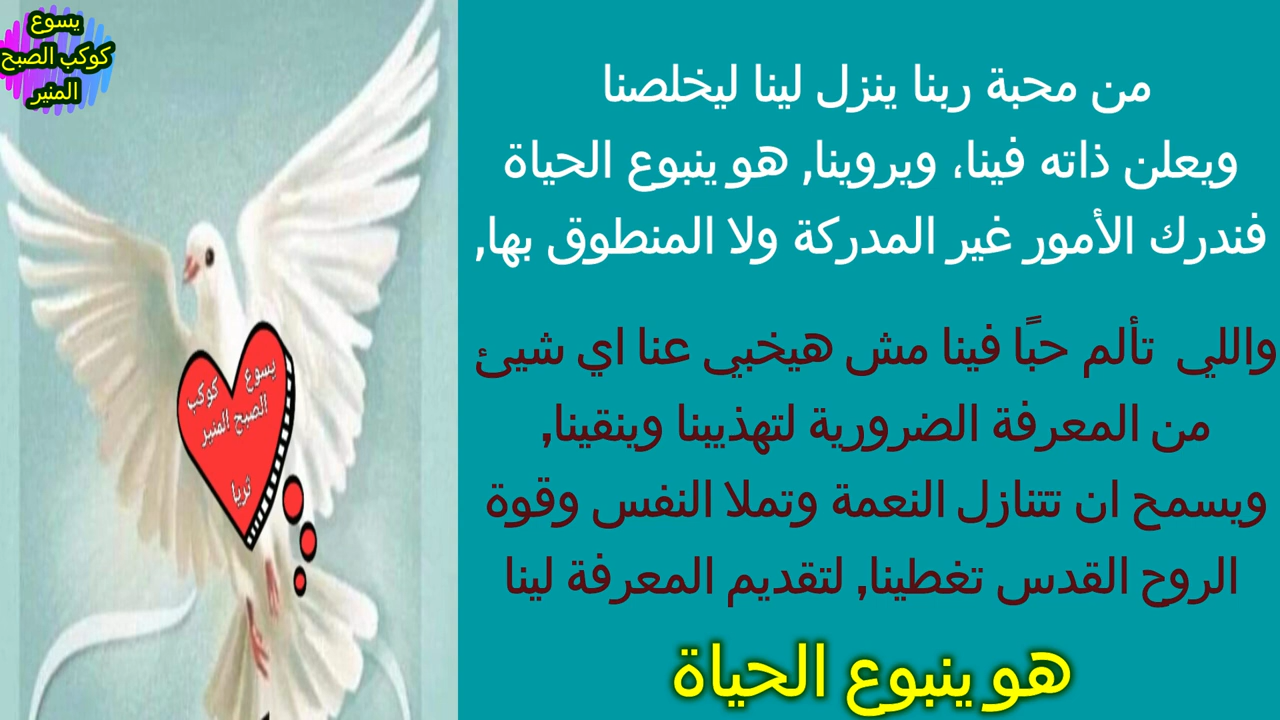 يسوع
كوكب الصبح
المنير
من محبة ربنا ينزل لينا ليخلصنا
ويعلن ذاته فينا، ويروينا, هو ينبوع الحياة
فندرك الأمور غير المدركة ولا المنطوق بها,
واللي تألم حبًا فينا مش هيخبي عنا اي شيئ
من المعرفة الضرورية لتهذيبنا وينقينا,
ويسمح ان تتنازل النعمة وتملا النفس وقوة
الروح القدس تغطينا, لتقديم المعرفة لينا
هو ينبوع الحياة
يسوع كوكب
الصبح المنير
ثريا